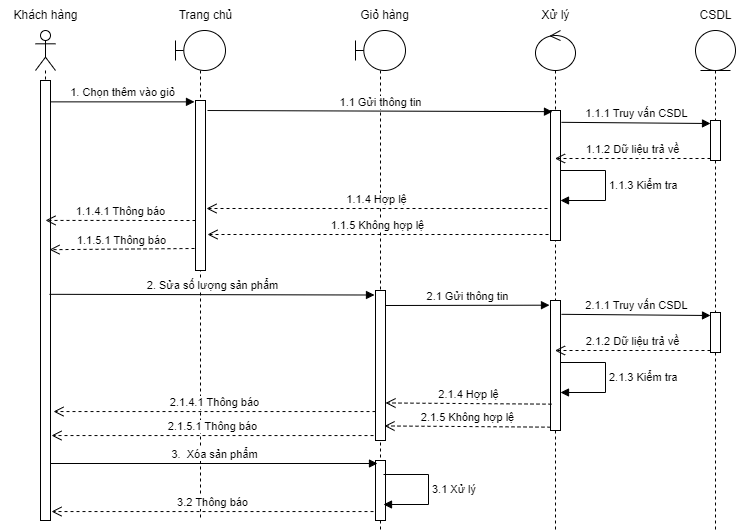 Khách hàng
Trang chủ
Giỏ hàng
Xử lý
CSDL
1. Chọn thêm vào giỏ
1.1 Gửi thông tin
1.1.1 Truy vấn CSDL
1.1.2 Dữ liệu trả về
1.1.3 Kiểm tra
1.1.4 Hợp lệ
1.1.4.1 Thông báo
1.1.5 Không hợp lệ
1.1.5.1 Thông báo
2. Sửa số lượng sản phẩm
2.1 Gửi thông tin
2.1.1 Truy vấn CSDL
2.1.2 Dữ liệu trả về
2.1.3 Kiểm tra
2.1.4 Hợp lệ
2.1.4.1 Thông báo
2.1.5 Không hợp lệ
2.1.5.1 Thông báo
3. Xóa sản phẩm
3.1 Xử lý
3.2 Thông báo